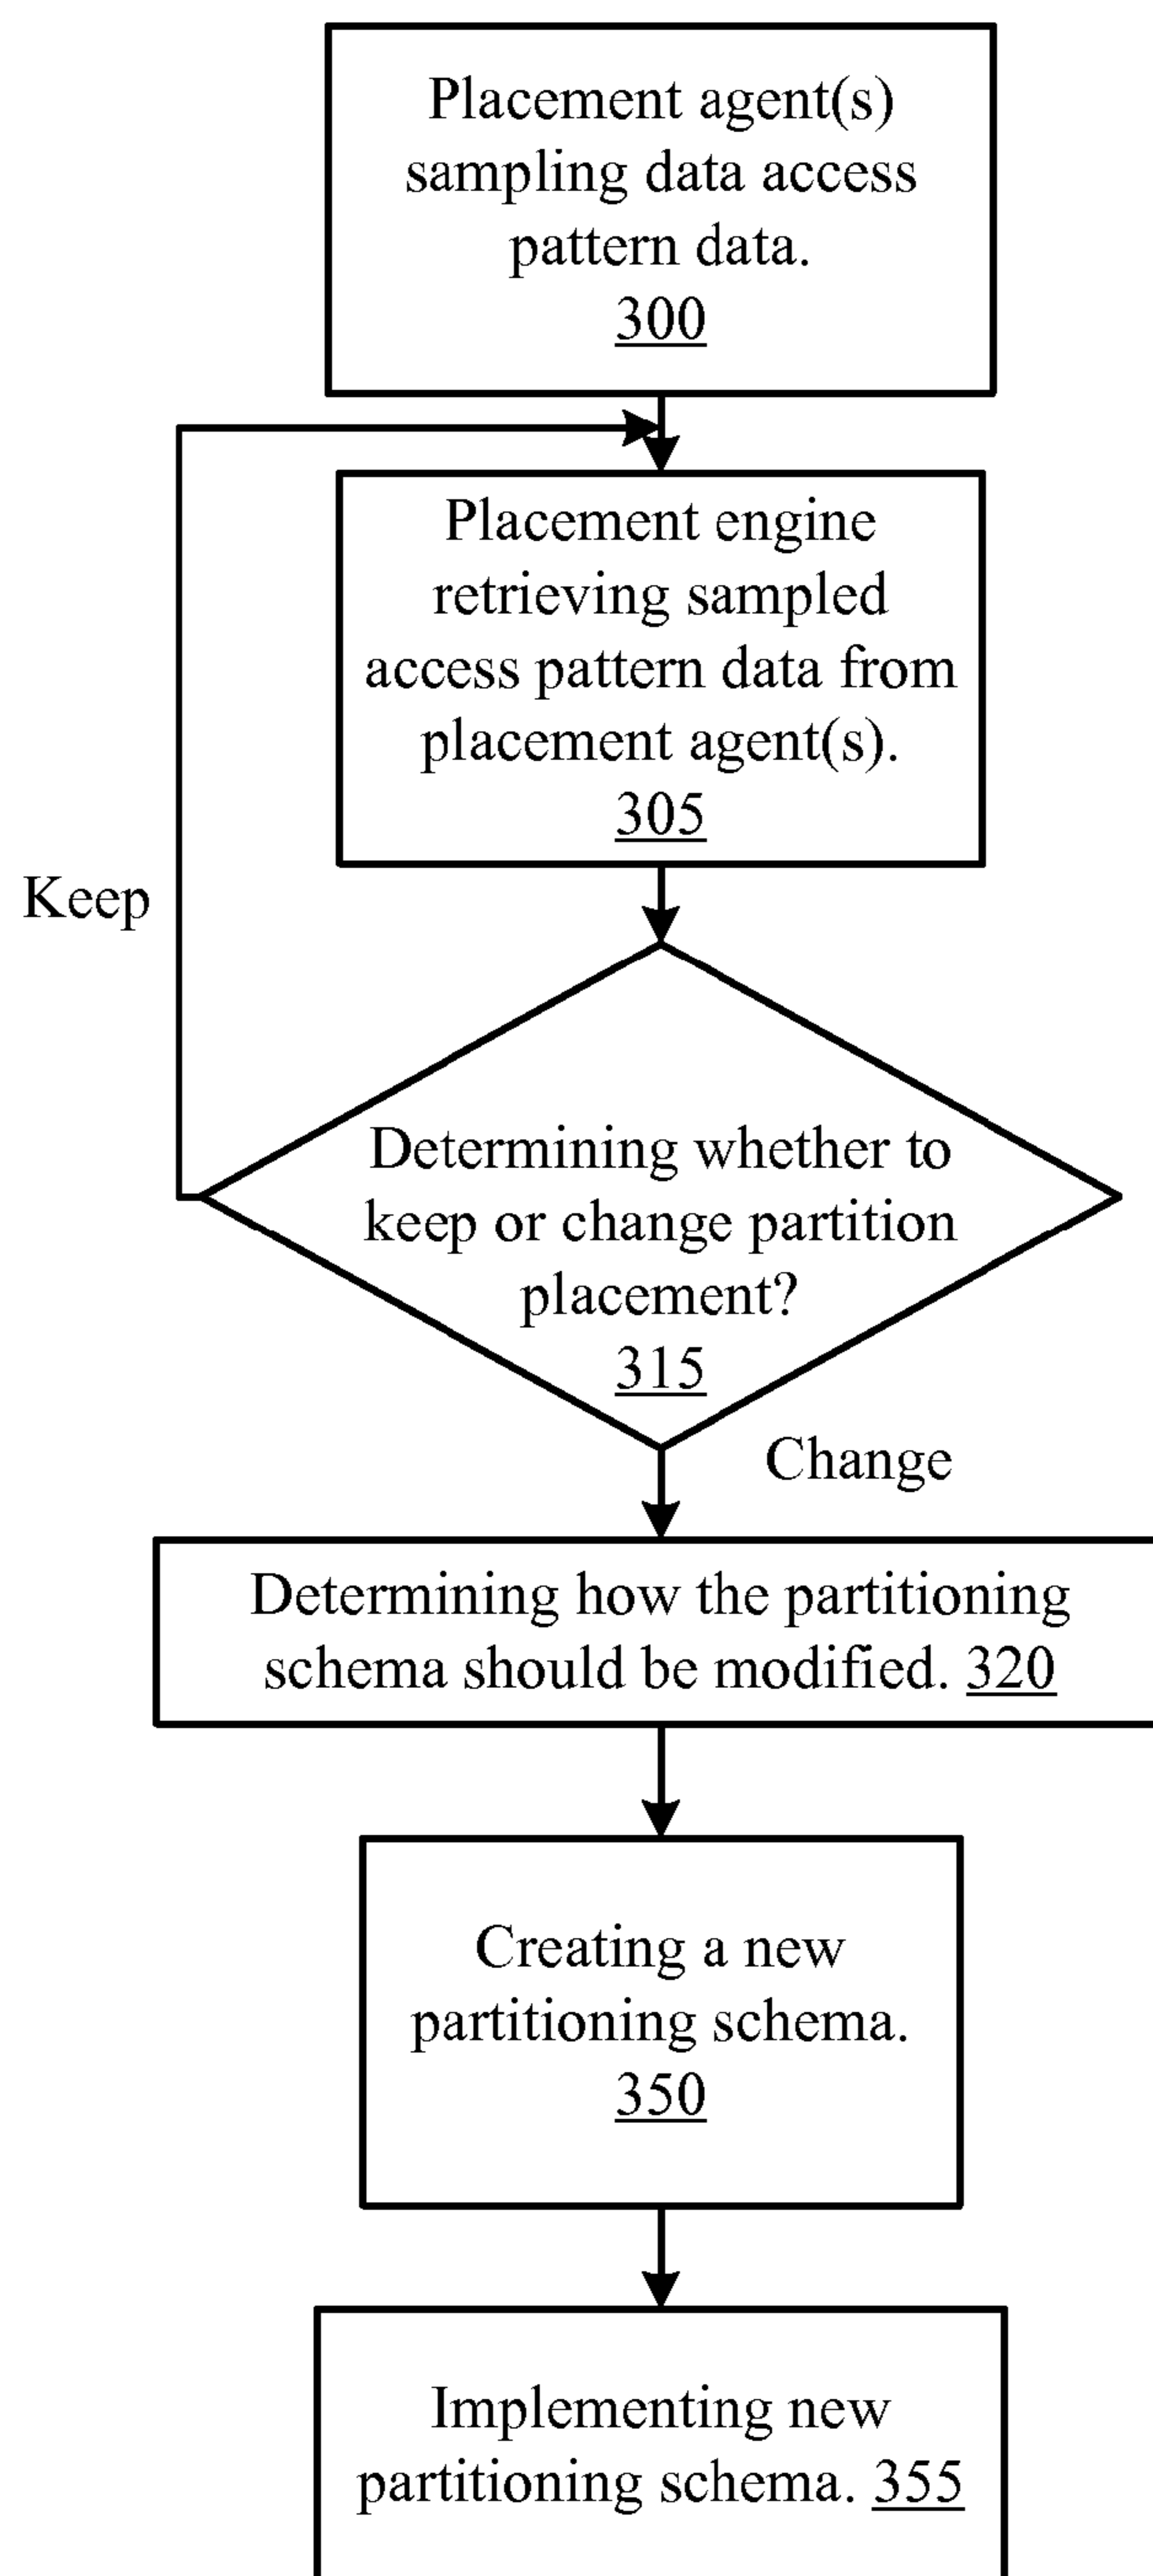 Placement agent(s)
sampling data access
pattern data.
300
Placement engine
retrieving sampled
access pattern data from
placement agent(s).
305
Keep
Determining whether to
keep or change partition
placement?
315
Change
Determining how the partitioning
schema should be modified. 320
Creating a new
partitioning schema.
350
Implementing new
partitioning schema. 355